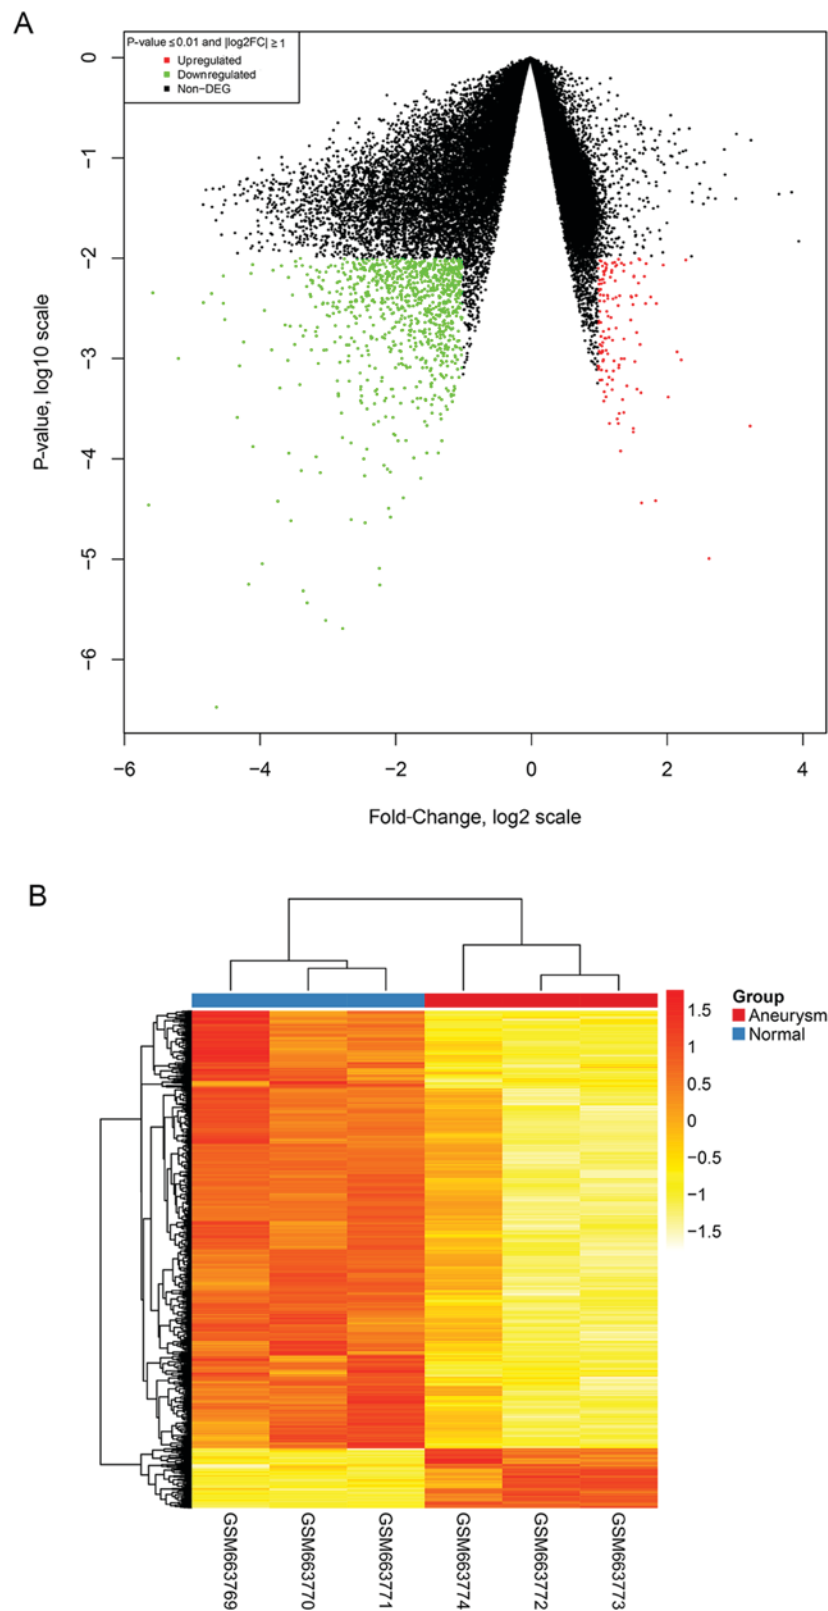 A
P-value ≤0.01 and |log2FC| ≥1
Upregulated
Downregulated
Non-DEG
0
−1
−2
−3
−4
−5
−6
P-value, log10 scale
−6
−4
−2
0
2
4
Fold-Change, log2 scale
B
1.5
1
0.5
0
−0.5
−1
−1.5
Group
Aneurysm
Normal
GSM663769
GSM663770
GSM663771
GSM663774
GSM663772
GSM663773